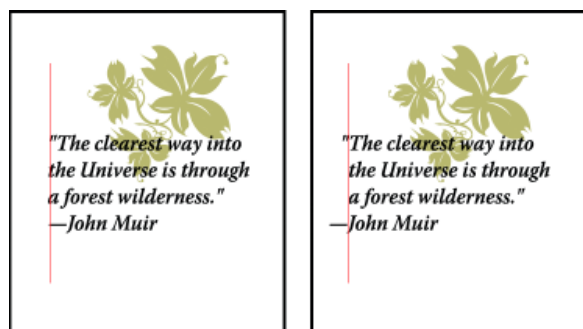 "The clearest way into
the Universe is through
a forest wilderness."
—John Muir
"The clearest way into
the Universe is through
a forest wilderness."
—John Muir